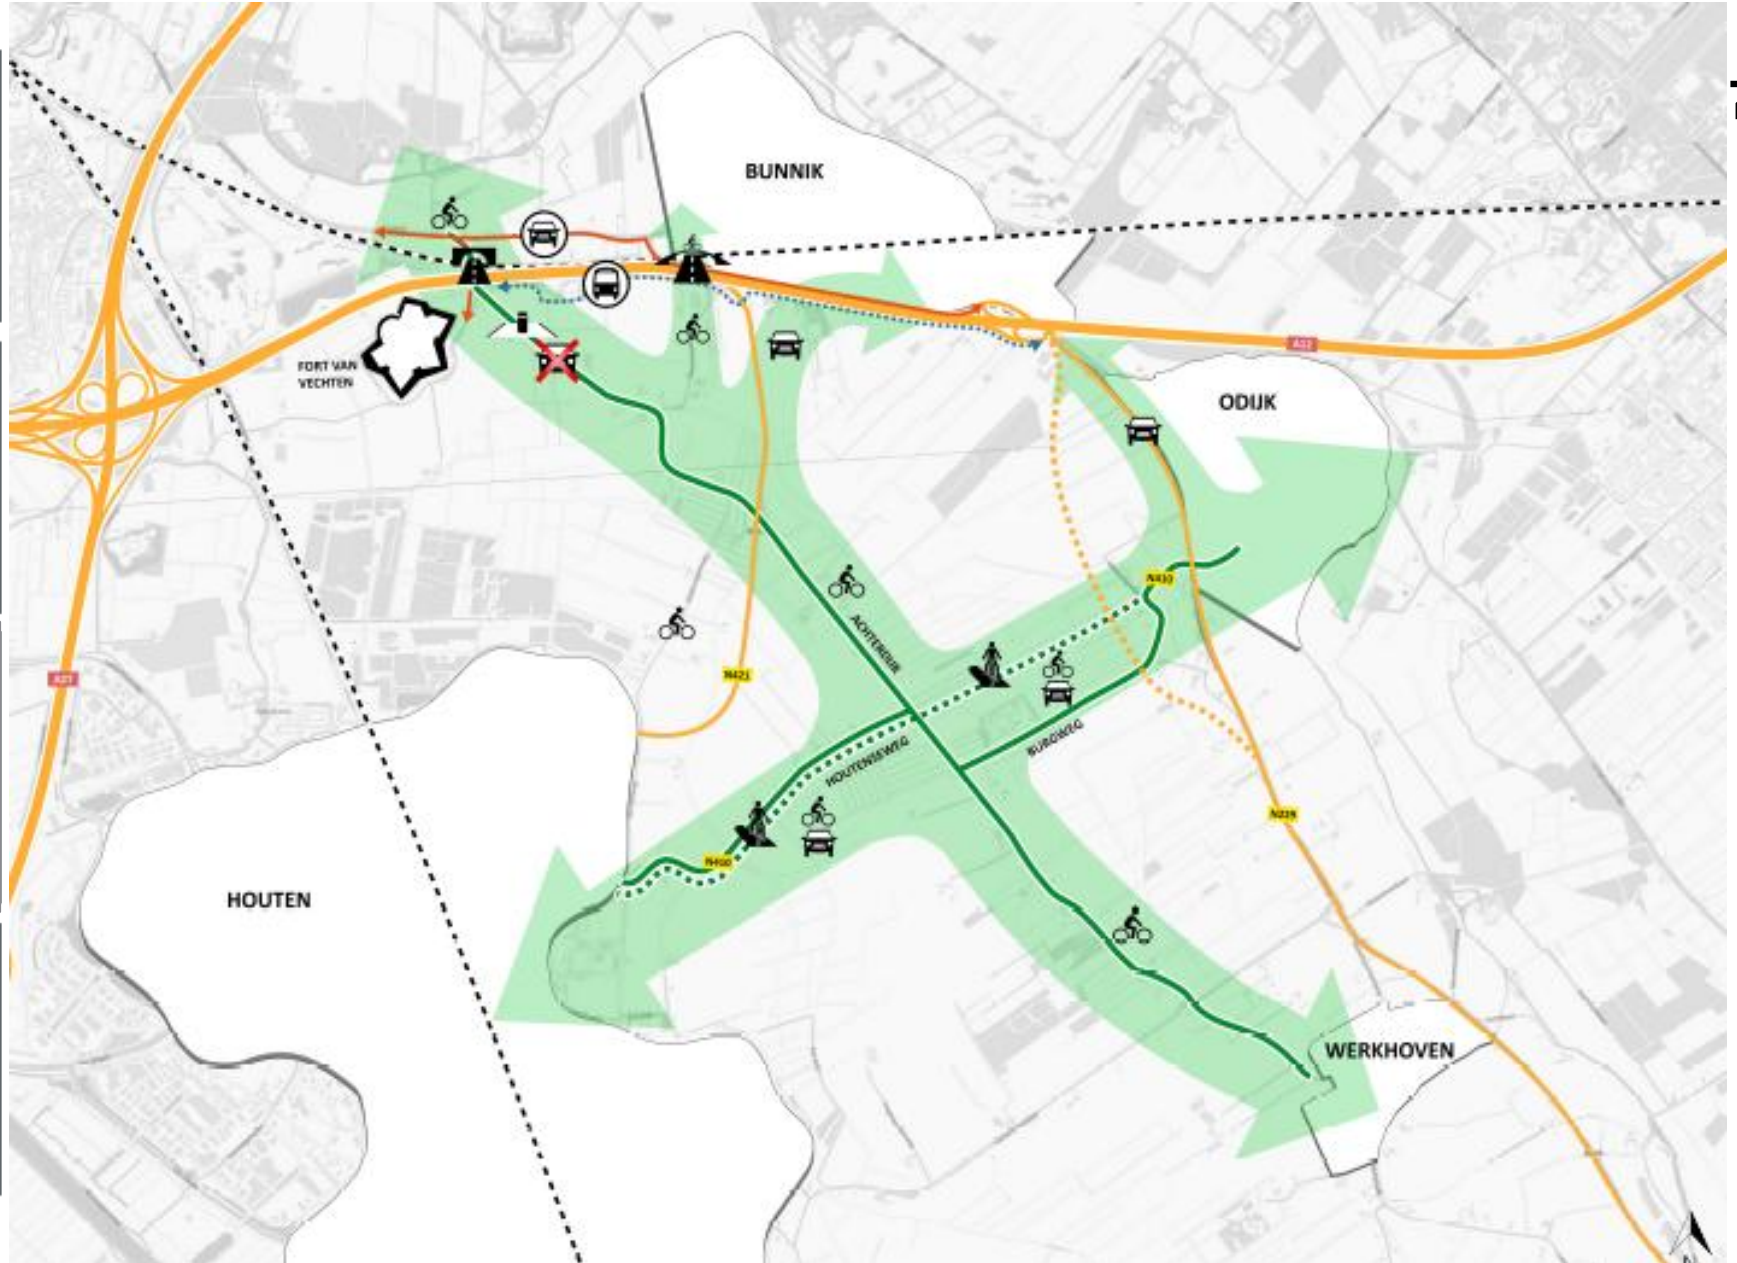 BUNNIK
A12
FORT VAN
VECHTEN
ODIJK
N410
ACHTERDIJK
A27
N421
BURGWEG
HOUTENSEWEG
N229
N410
HOUTEN
WERKHOVEN